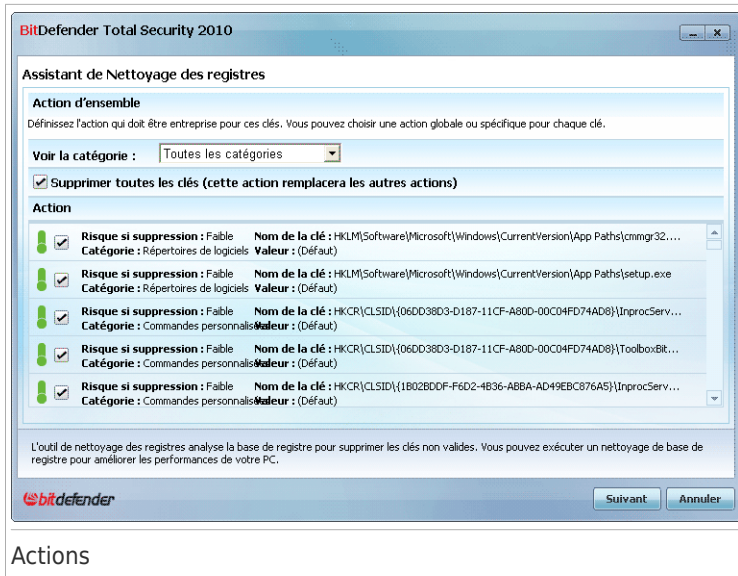 BitDefender Total Security 2010
Assistant de Nettoyage des registres
Action d'ensemble
Définissez l'action qui doit être entreprise pour ces clés. Vous pouvez choisir une action globale ou spécifique pour chaque clé.
Voir la catégorie : Toutes les catégories
Supprimer toutes les clés (cette action remplacera les autres actions)
Action
Risque si suppression : Faible Nom de la clé : HKLM\Software\Microsoft\Windows\CurrentVersion\App Paths\cmmgr32....
Catégorie : Répertoires de logiciels Valeur : (Défaut)
Risque si suppression : Faible Nom de la clé : HKLM\Software\Microsoft\Windows\CurrentVersion\App Paths\setup.exe
Catégorie : Répertoires de logiciels Valeur : (Défaut)
Risque si suppression : Faible Nom de la clé : HKCR\CLSID\{06DD38D3-D187-11CF-A80D-00C04FD74AD8}\InprocServ...
Catégorie : Commandes personnalisées Valeur : (Défaut)
Risque si suppression : Faible Nom de la clé : HKCR\CLSID\{06DD38D3-D187-11CF-A80D-00C04FD74AD8}\ToolboxBit...
Catégorie : Commandes personnalisées Valeur : (Défaut)
Risque si suppression : Faible Nom de la clé : HKCR\CLSID\{1B02BDDF-F6D2-4B36-ABBA-AD49EBC876A5}\InprocServ...
Catégorie : Commandes personnalisées Valeur : (Défaut)
L'outil de nettoyage des registres analyse la base de registre pour supprimer les clés non valides. Vous pouvez exécuter un nettoyage de base de
registre pour améliorer les performances de votre PC.
bitdefender Suivant Annuler
Actions